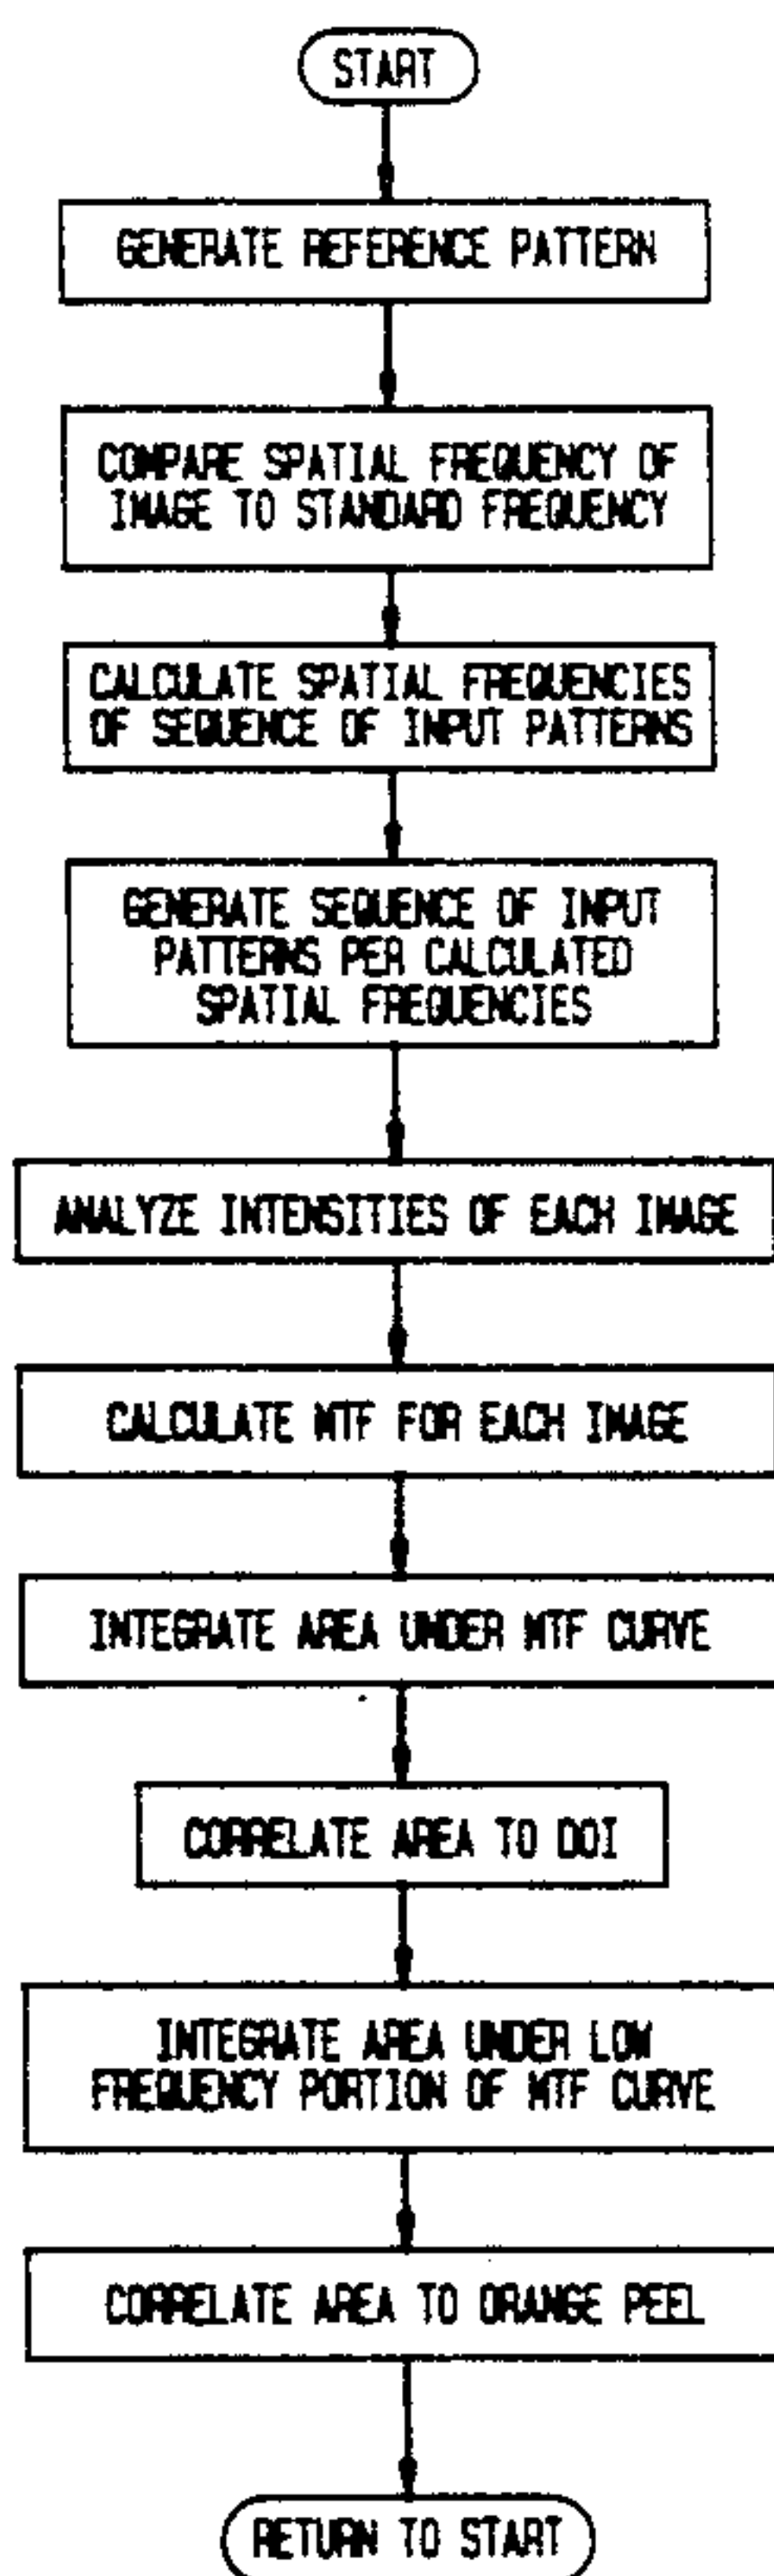 START
GENERATE REFERENCE PATTERN
COMPARE SPATIAL FREQUENCY OF
IMAGE TO STANDARD FREQUENCY
CALCULATE SPATIAL FREQUENCIES
OF SEQUENCE OF INPUT PATTERNS
GENERATE SEQUENCE OF INPUT
PATTERNS PER CALCULATED
SPATIAL FREQUENCIES
ANALYZE INTENSITIES OF EACH IMAGE
CALCULATE MTF FOR EACH IMAGE
INTEGRATE AREA UNDER MTF CURVE
CORRELATE AREA TO DOI
INTEGRATE AREA UNDER LOW
FREQUENCY PORTION OF MTF CURVE
CORRELATE AREA TO ORANGE PEEL
RETURN TO START